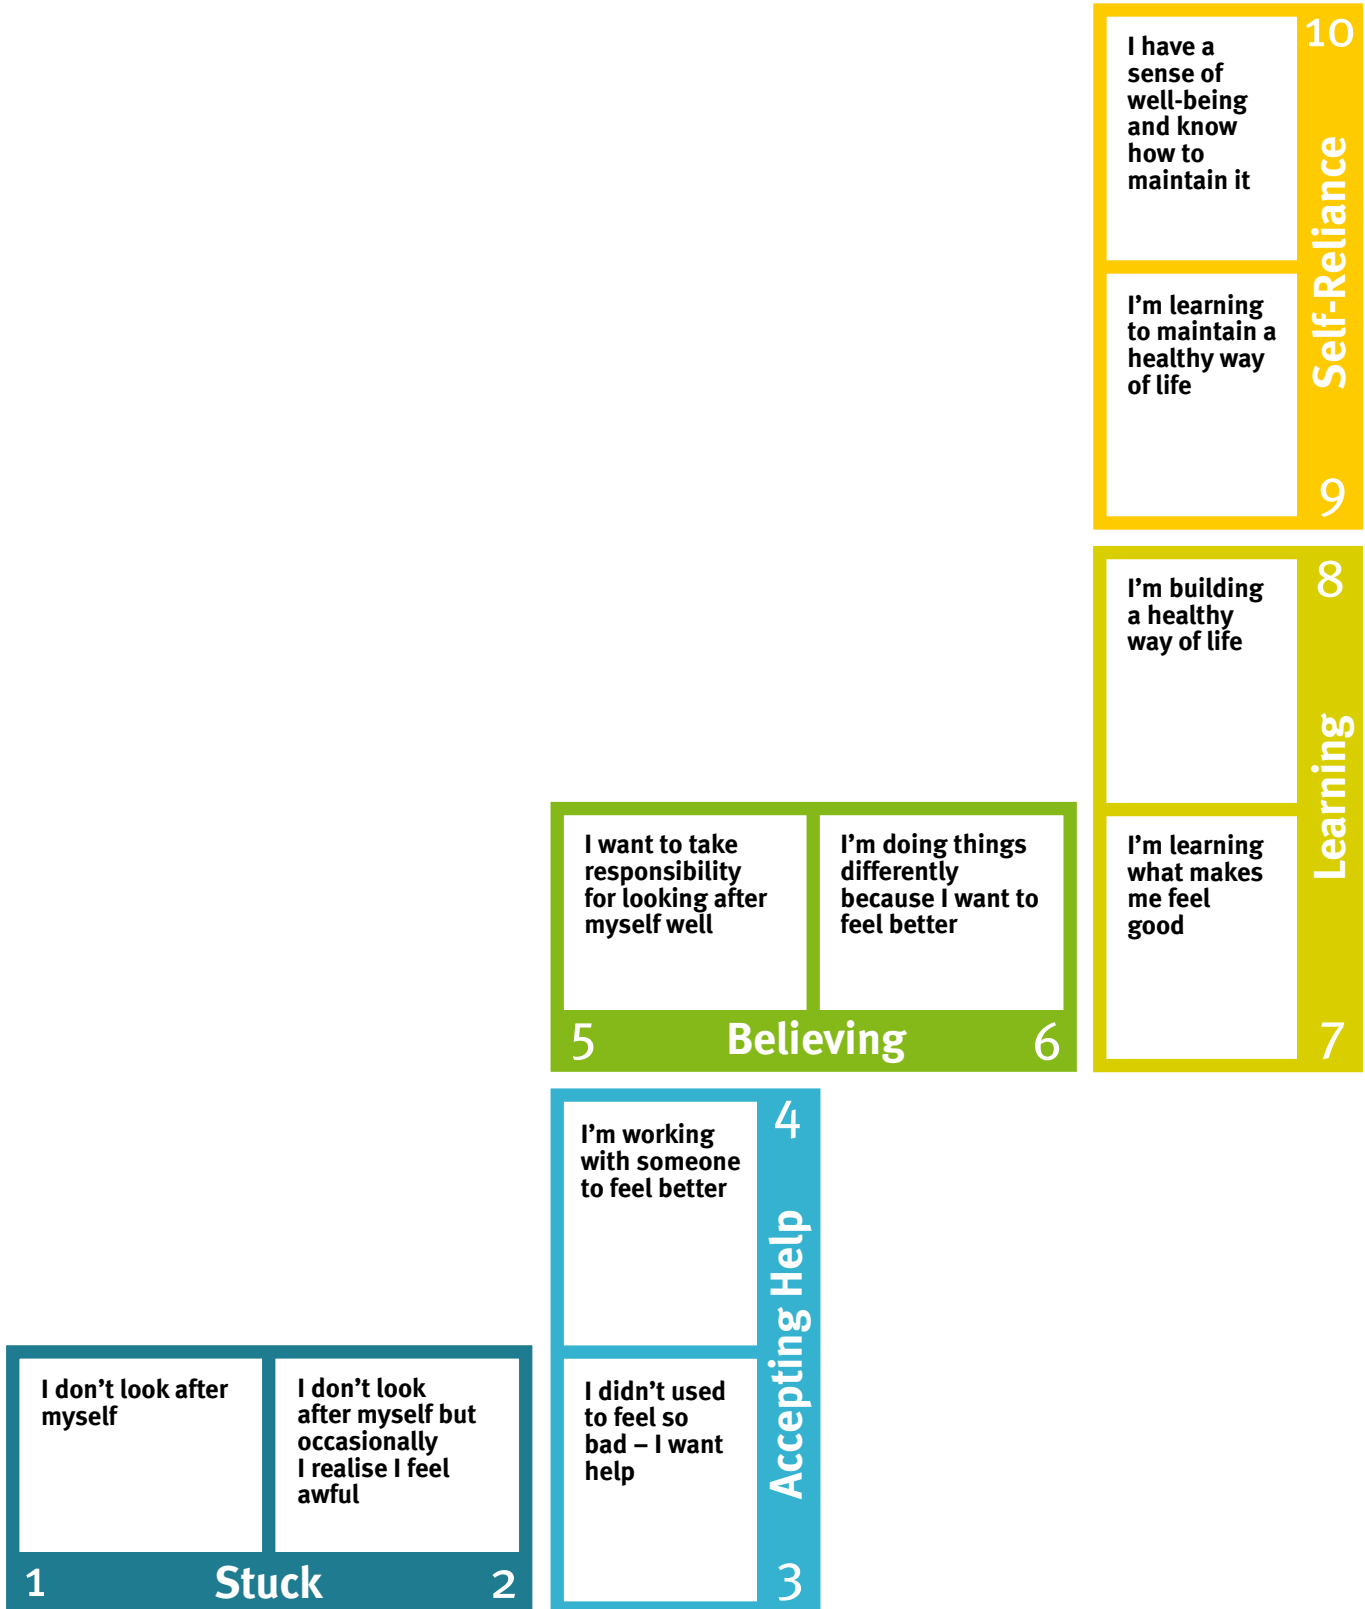 10
I have a
sense of
well-being
and know
how to
maintain it
Self-Reliance
I’m learning
to maintain a
healthy way
of life
9
8
I’m building
a healthy
way of life
Learning
I’m learning
what makes
me feel
good
7
I want to take
responsibility
for looking after
myself well
I’m doing things
differently
because I want to
feel better
5 Believing 6
4
I’m working
with someone
to feel better
Accepting Help
I didn’t used
to feel so
bad – I want
help
3
I don’t look after
myself
I don’t look
after myself but
occasionally
I realise I feel
awful
1 Stuck 2